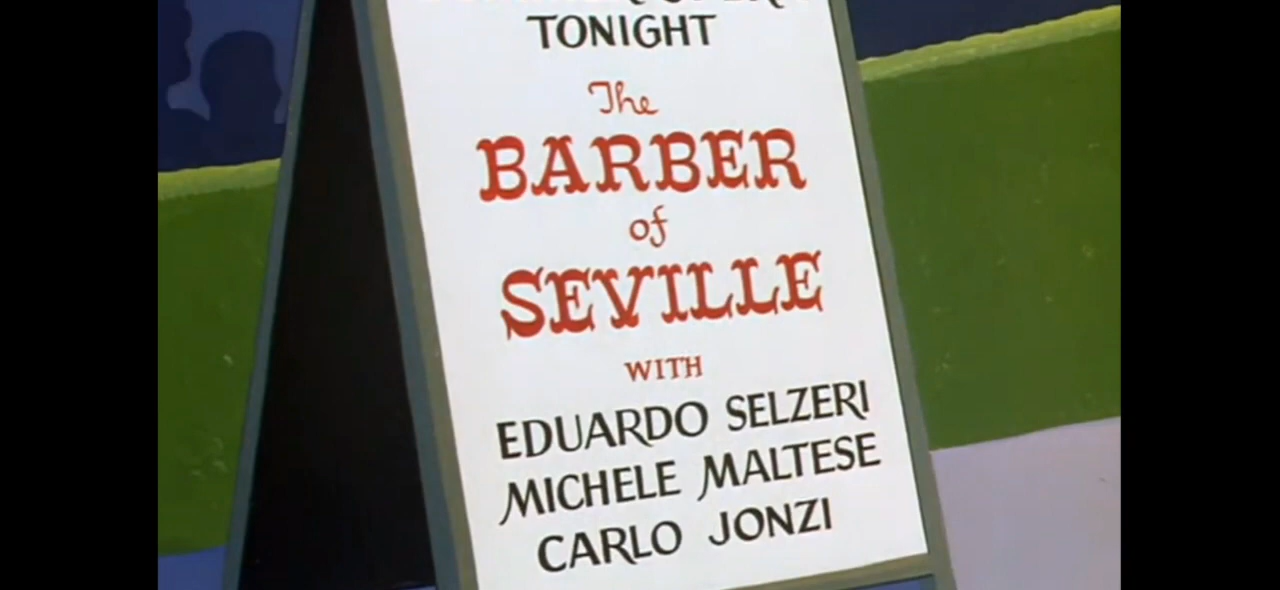 TONIGHT
The
BARBER
of
SEVILLE
WITH
EDUARDO SELZERI
MICHELE MALTESE
CARLO JONZI